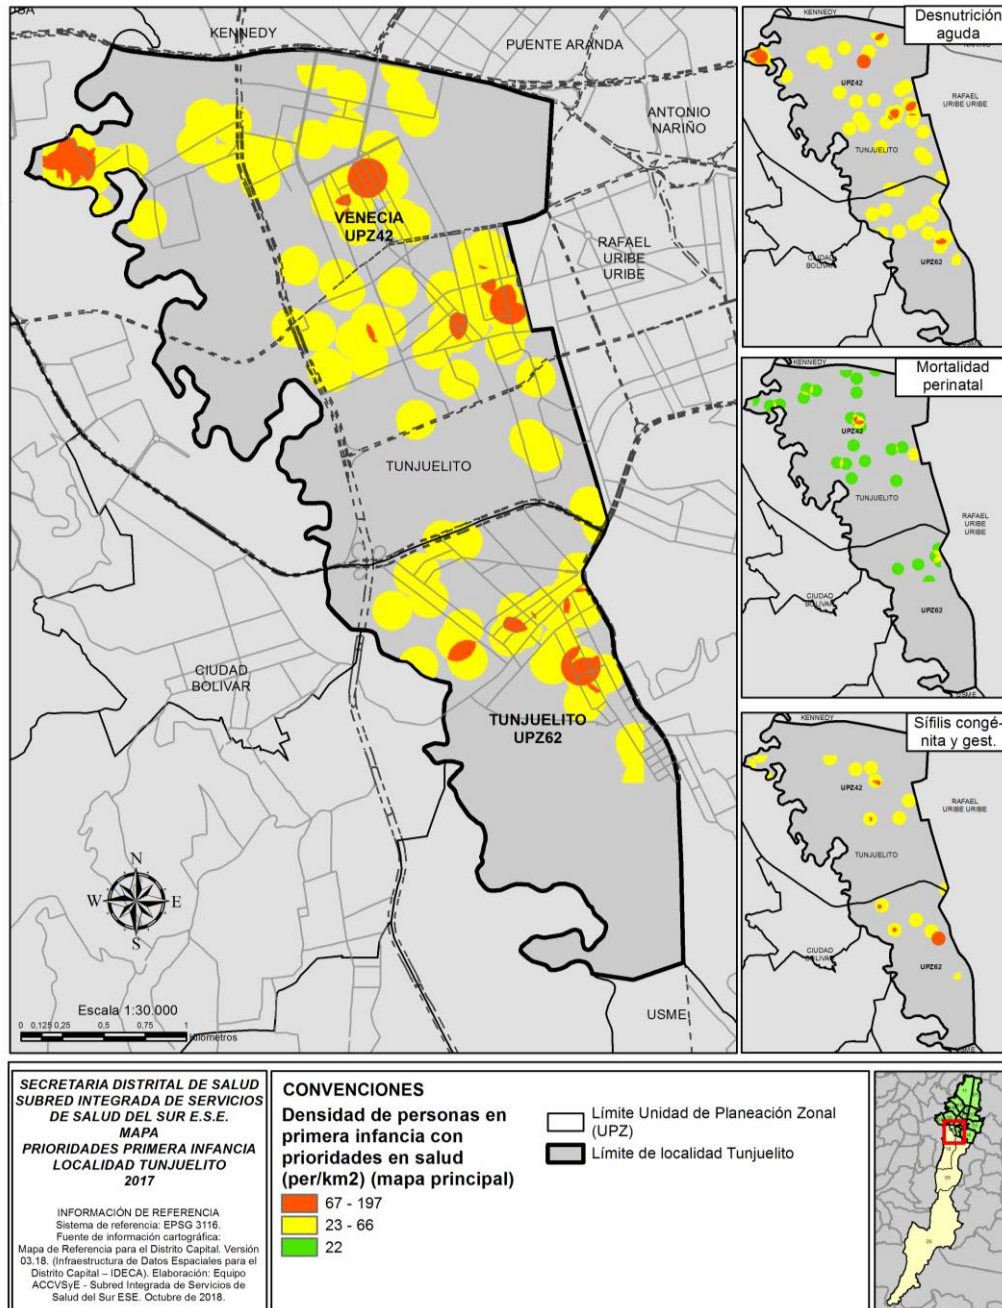 OSA
KENNEDY
PUENTE ARANDA
ANTONIO
NARIÑO
VENECIA
UPZ42
RAFAEL
URIBE
URIBE
TUNJUELITO
CIUDAD
BOLIVAR
TUNJUELITO
UPZ62
N
W
E
S
Escala 1:30.000
0 0,125 0,25 0,5 0,75 1
Kilómetros
USME
KENNEDY
Desnutrición
aguda
NARIÑO
UPZ42
RAFAEL
URIBE URIBE
TUNJUELITO
CIUDAD
BOLIVAR
UPZ62
USME
KENNEDY
Mortalidad
perinatal
UPZ42
TUNJUELITO
RAFAEL
URIBE
URIBE
CIUDAD
BOLIVAR
UPZ62
USME
KENNEDY
Sífilis congé-
nita y gest.
UPZ42
RAFAEL
URIBE URIBE
TUNJUELITO
CIUDAD
BOLIVAR
UPZ62
USME
SECRETARIA DISTRITAL DE SALUD
SUBRED INTEGRADA DE SERVICIOS
DE SALUD DEL SUR E.S.E.
MAPA
PRIORIDADES PRIMERA INFANCIA
LOCALIDAD TUNJUELITO
2017
INFORMACIÓN DE REFERENCIA
Sistema de referencia: EPSG 3116.
Fuente de información cartográfica:
Mapa de Referencia para el Distrito Capital. Versión
03.18. (Infraestructura de Datos Espaciales para el
Distrito Capital – IDECA). Elaboración: Equipo
ACCVSyE - Subred Integrada de Servicios de
Salud del Sur ESE. Octubre de 2018.
CONVENCIONES
Densidad de personas en
primera infancia con
prioridades en salud
(per/km2) (mapa principal)
67 - 197
23 - 66
22
Límite Unidad de Planeación Zonal
(UPZ)
Límite de localidad Tunjuelito